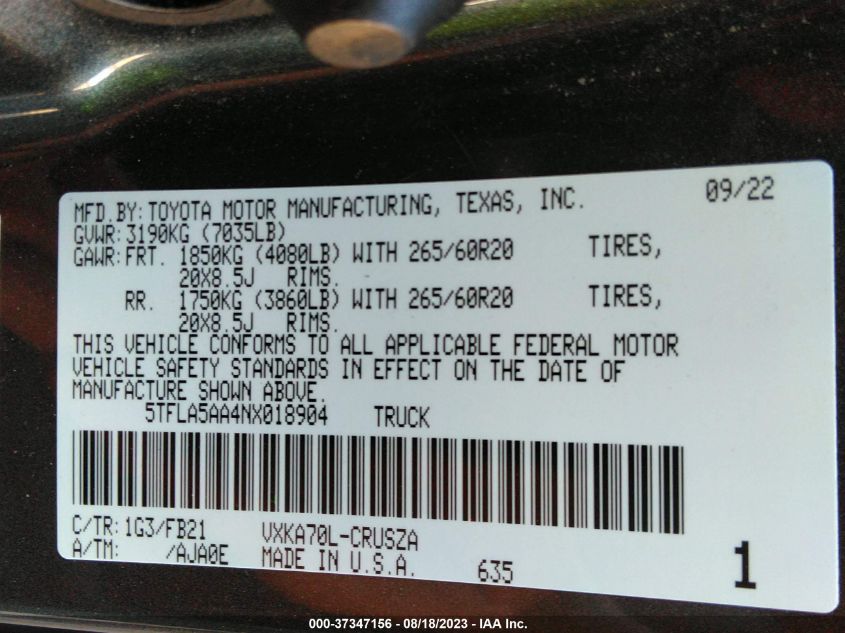 MFD.BY: TOYOTA MOTOR MANUFACTURING, TEXAS, INC. 09/22
GVWR: 3190KG (7035LB)
GAWR: FRT. 1850KG (4080LB) WITH 265/60R20 TIRES,
20X8.5J RIMS.
RR. 1750KG (3860LB) WITH 265/60R20 TIRES,
20X8.5J RIMS.
THIS VEHICLE CONFORMS TO ALL APPLICABLE FEDERAL MOTOR
VEHICLE SAFETY STANDARDS IN EFFECT ON THE DATE OF
MANUFACTURE SHOWN ABOVE.
5TFLA5AA4NX018904 TRUCK
C/TR: 1G3/FB21 VXKA70L-CRUSZA
A/TM: /AJA0E MADE IN U.S.A. 635 1
000-37347156 - 08/18/2023 - IAA Inc.